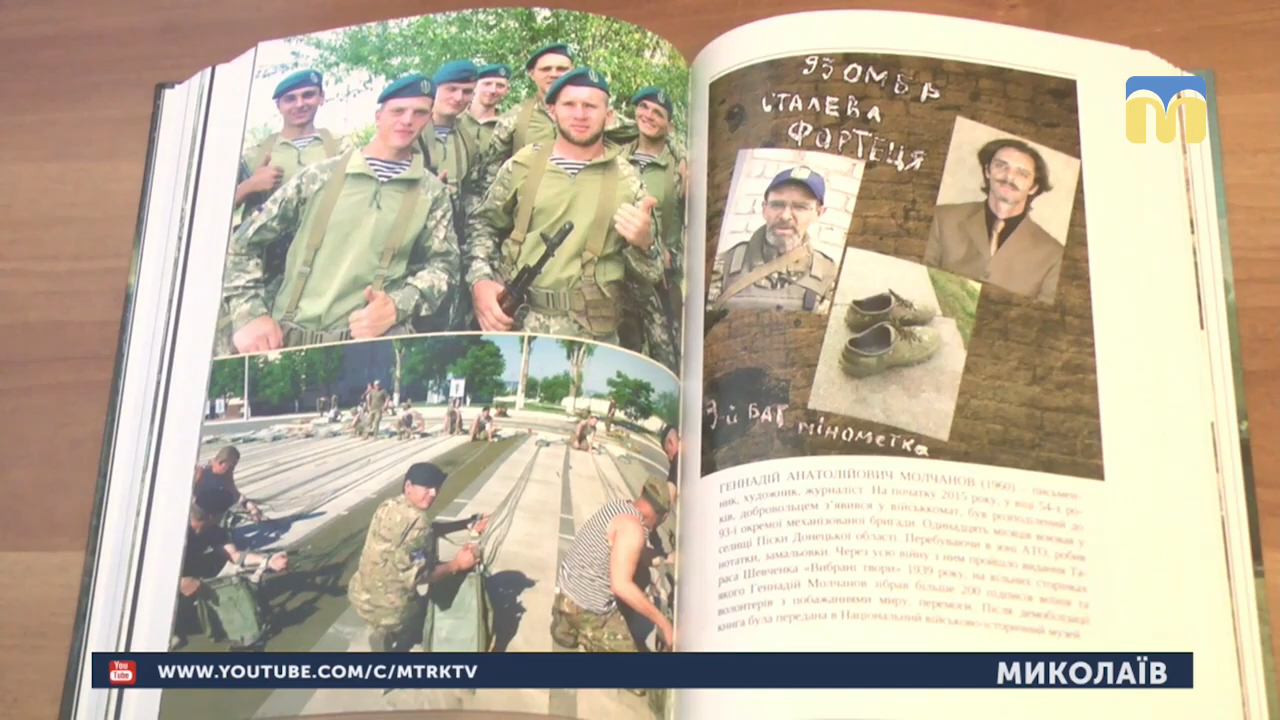 93 ОМБР
СТАЛЕВА
ФОРТЕЦЯ
3-й БАТ мінометка
ГЕННАДІЙ АНАТОЛІЙОВИЧ МОЛЧАНОВ (1960) – письмен-
ник, художник, журналіст. На початку 2015 року, у віці 54-х ро-
ків, добровольцем з'явився у військкомат, був розподілений до
93-ї окремої механізованої бригади. Одинадцять місяців воював у
селищі Піски Донецької області. Перебуваючи в зоні АТО, робив
нотатки, замальовки. Через усю війну з ним пройшло видання Та-
раса Шевченка «Вибрані твори» 1939 року, на вільних сторінках
якого Геннадій Молчанов зібрав більше 200 підписів воїнів та
волонтерів з побажаннями миру, перемоги. Після демобілізації
книга була передана в Національний військово-історичний музей.
You
Tube
WWW.YOUTUBE.COM/C/MTRKTV
МИКОЛАЇВ